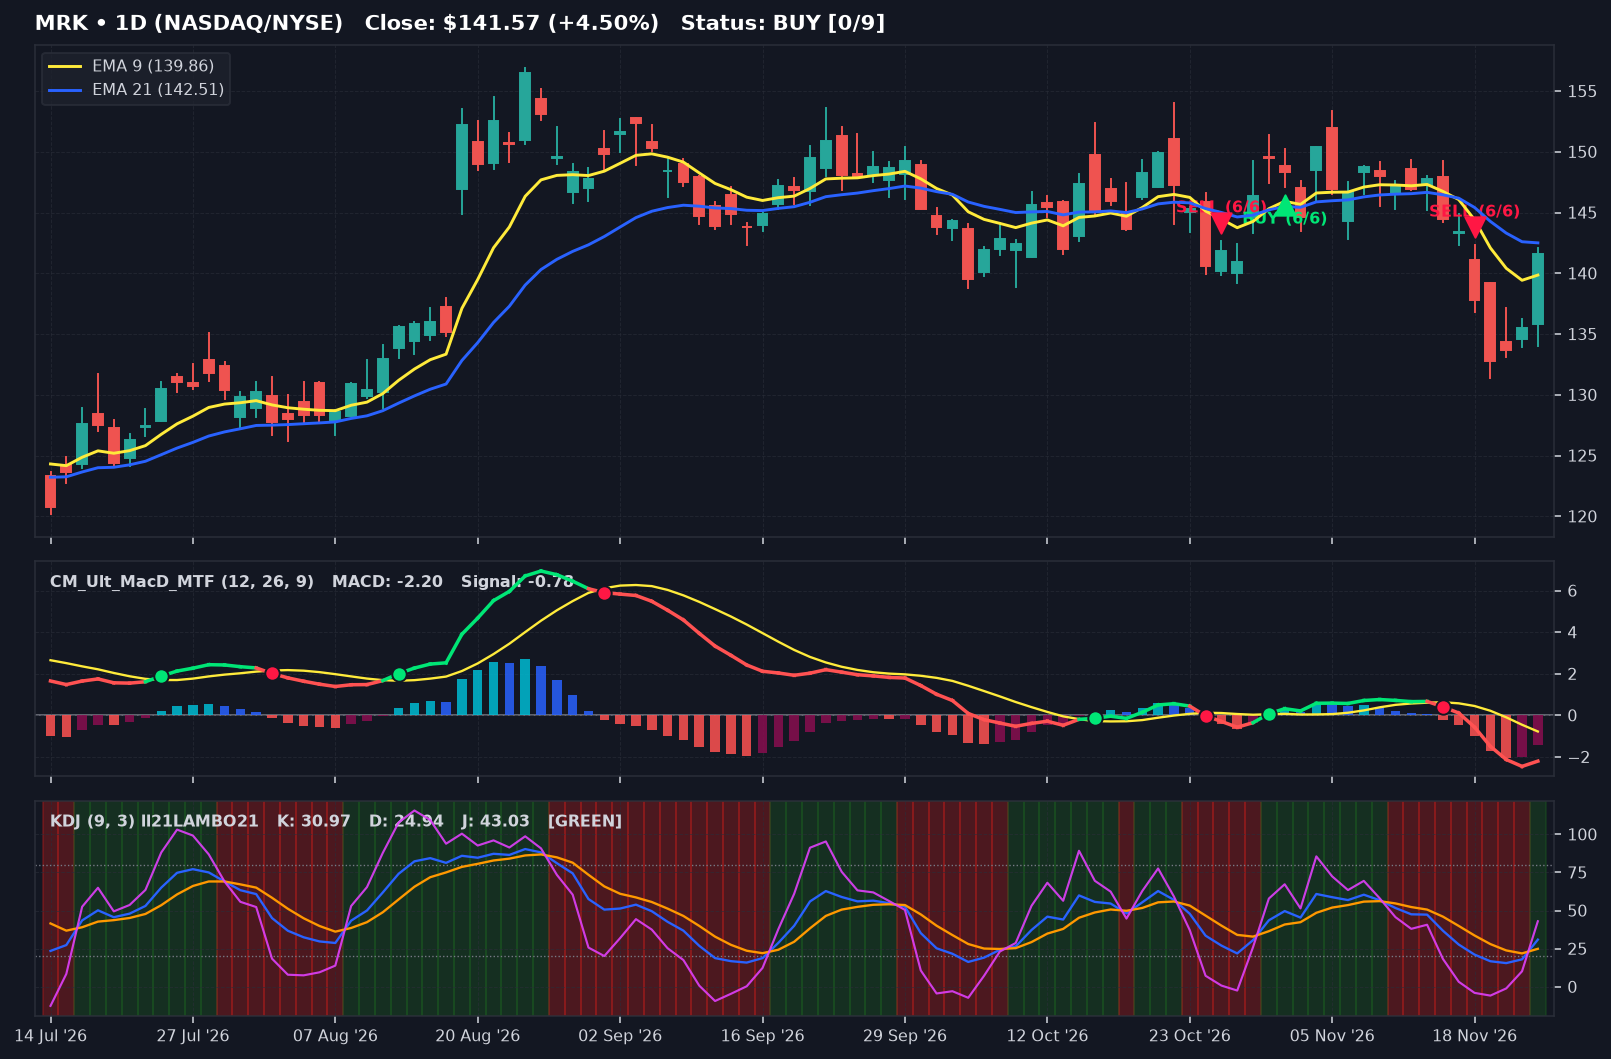 MRK • 1D (NASDAQ/NYSE)   Close: $141.57 (+4.50%)   Status: BUY [0/9]
EMA 9 (139.86)
EMA 21 (142.51)
155
150
145
140
135
130
125
120
SELL (6/6)
BUY (6/6)
SELL (6/6)
CM_Ult_MacD_MTF (12, 26, 9)   MACD: -2.20   Signal: -0.78
6
4
2
0
−2
KDJ (9, 3) II21LAMBO21   K: 30.97   D: 24.94   J: 43.03   [GREEN]
100
75
50
25
0
14 Jul '26
27 Jul '26
07 Aug '26
20 Aug '26
02 Sep '26
16 Sep '26
29 Sep '26
12 Oct '26
23 Oct '26
05 Nov '26
18 Nov '26